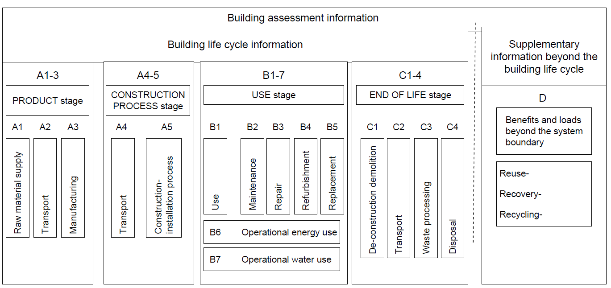 Building assessment information
Building life cycle information
Supplementary
information beyond the
building life cycle
A1-3
A4-5
B1-7
C1-4
PRODUCT stage
CONSTRUCTION
PROCESS stage
USE stage
END OF LIFE stage
D
Benefits and loads
beyond the system
boundary
A1
A2
A3
A4
A5
B1
B2
B3
B4
B5
C1
C2
C3
C4
Raw material supply
Transport
Manufacturing
Transport
Construction-
installation process
Use
Maintenance
Repair
Refurbishment
Replacement
De-construction demolition
Transport
Waste processing
Disposal
Reuse-
Recovery-
Recycling-
B6 Operational energy use
B7 Operational water use